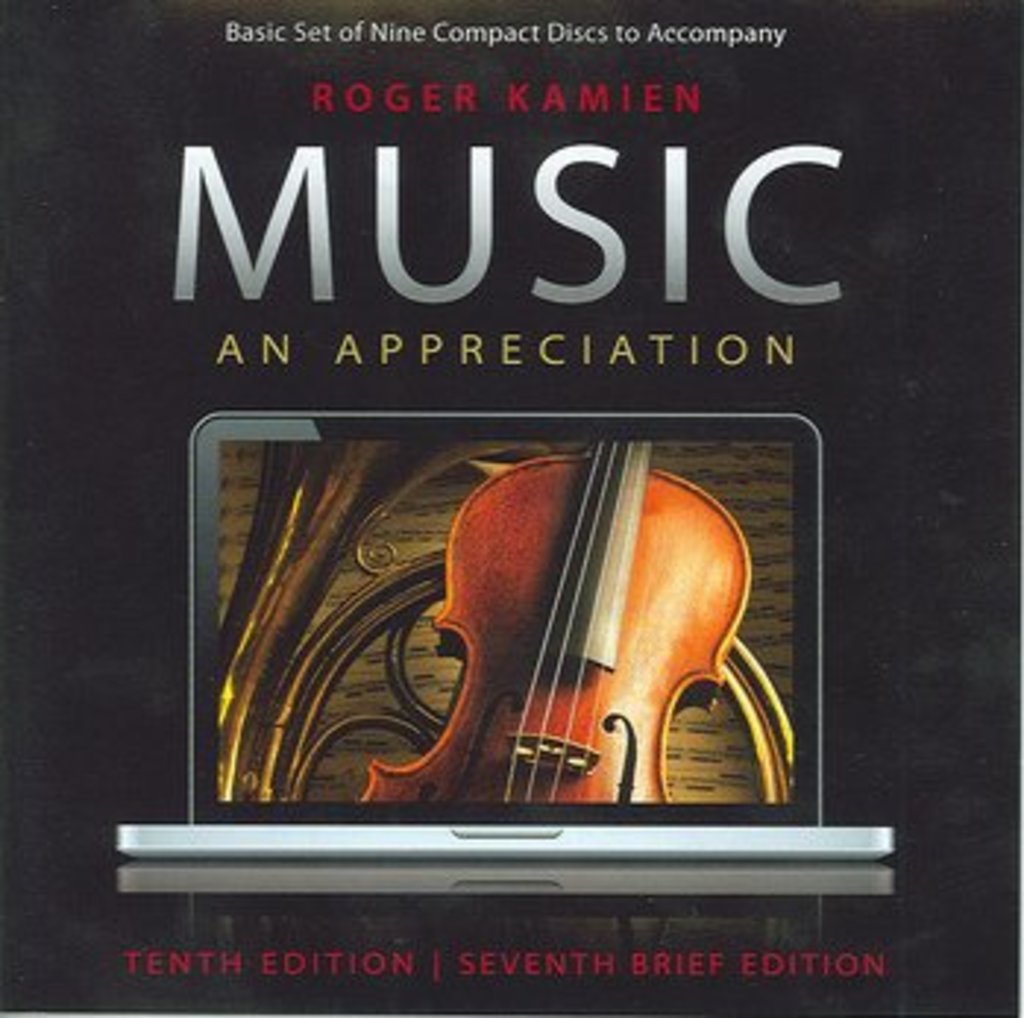 Basic Set of Nine Compact Discs to Accompany
ROGER KAMIEN
MUSIC
AN APPRECIATION
TENTH EDITION | SEVENTH BRIEF EDITION